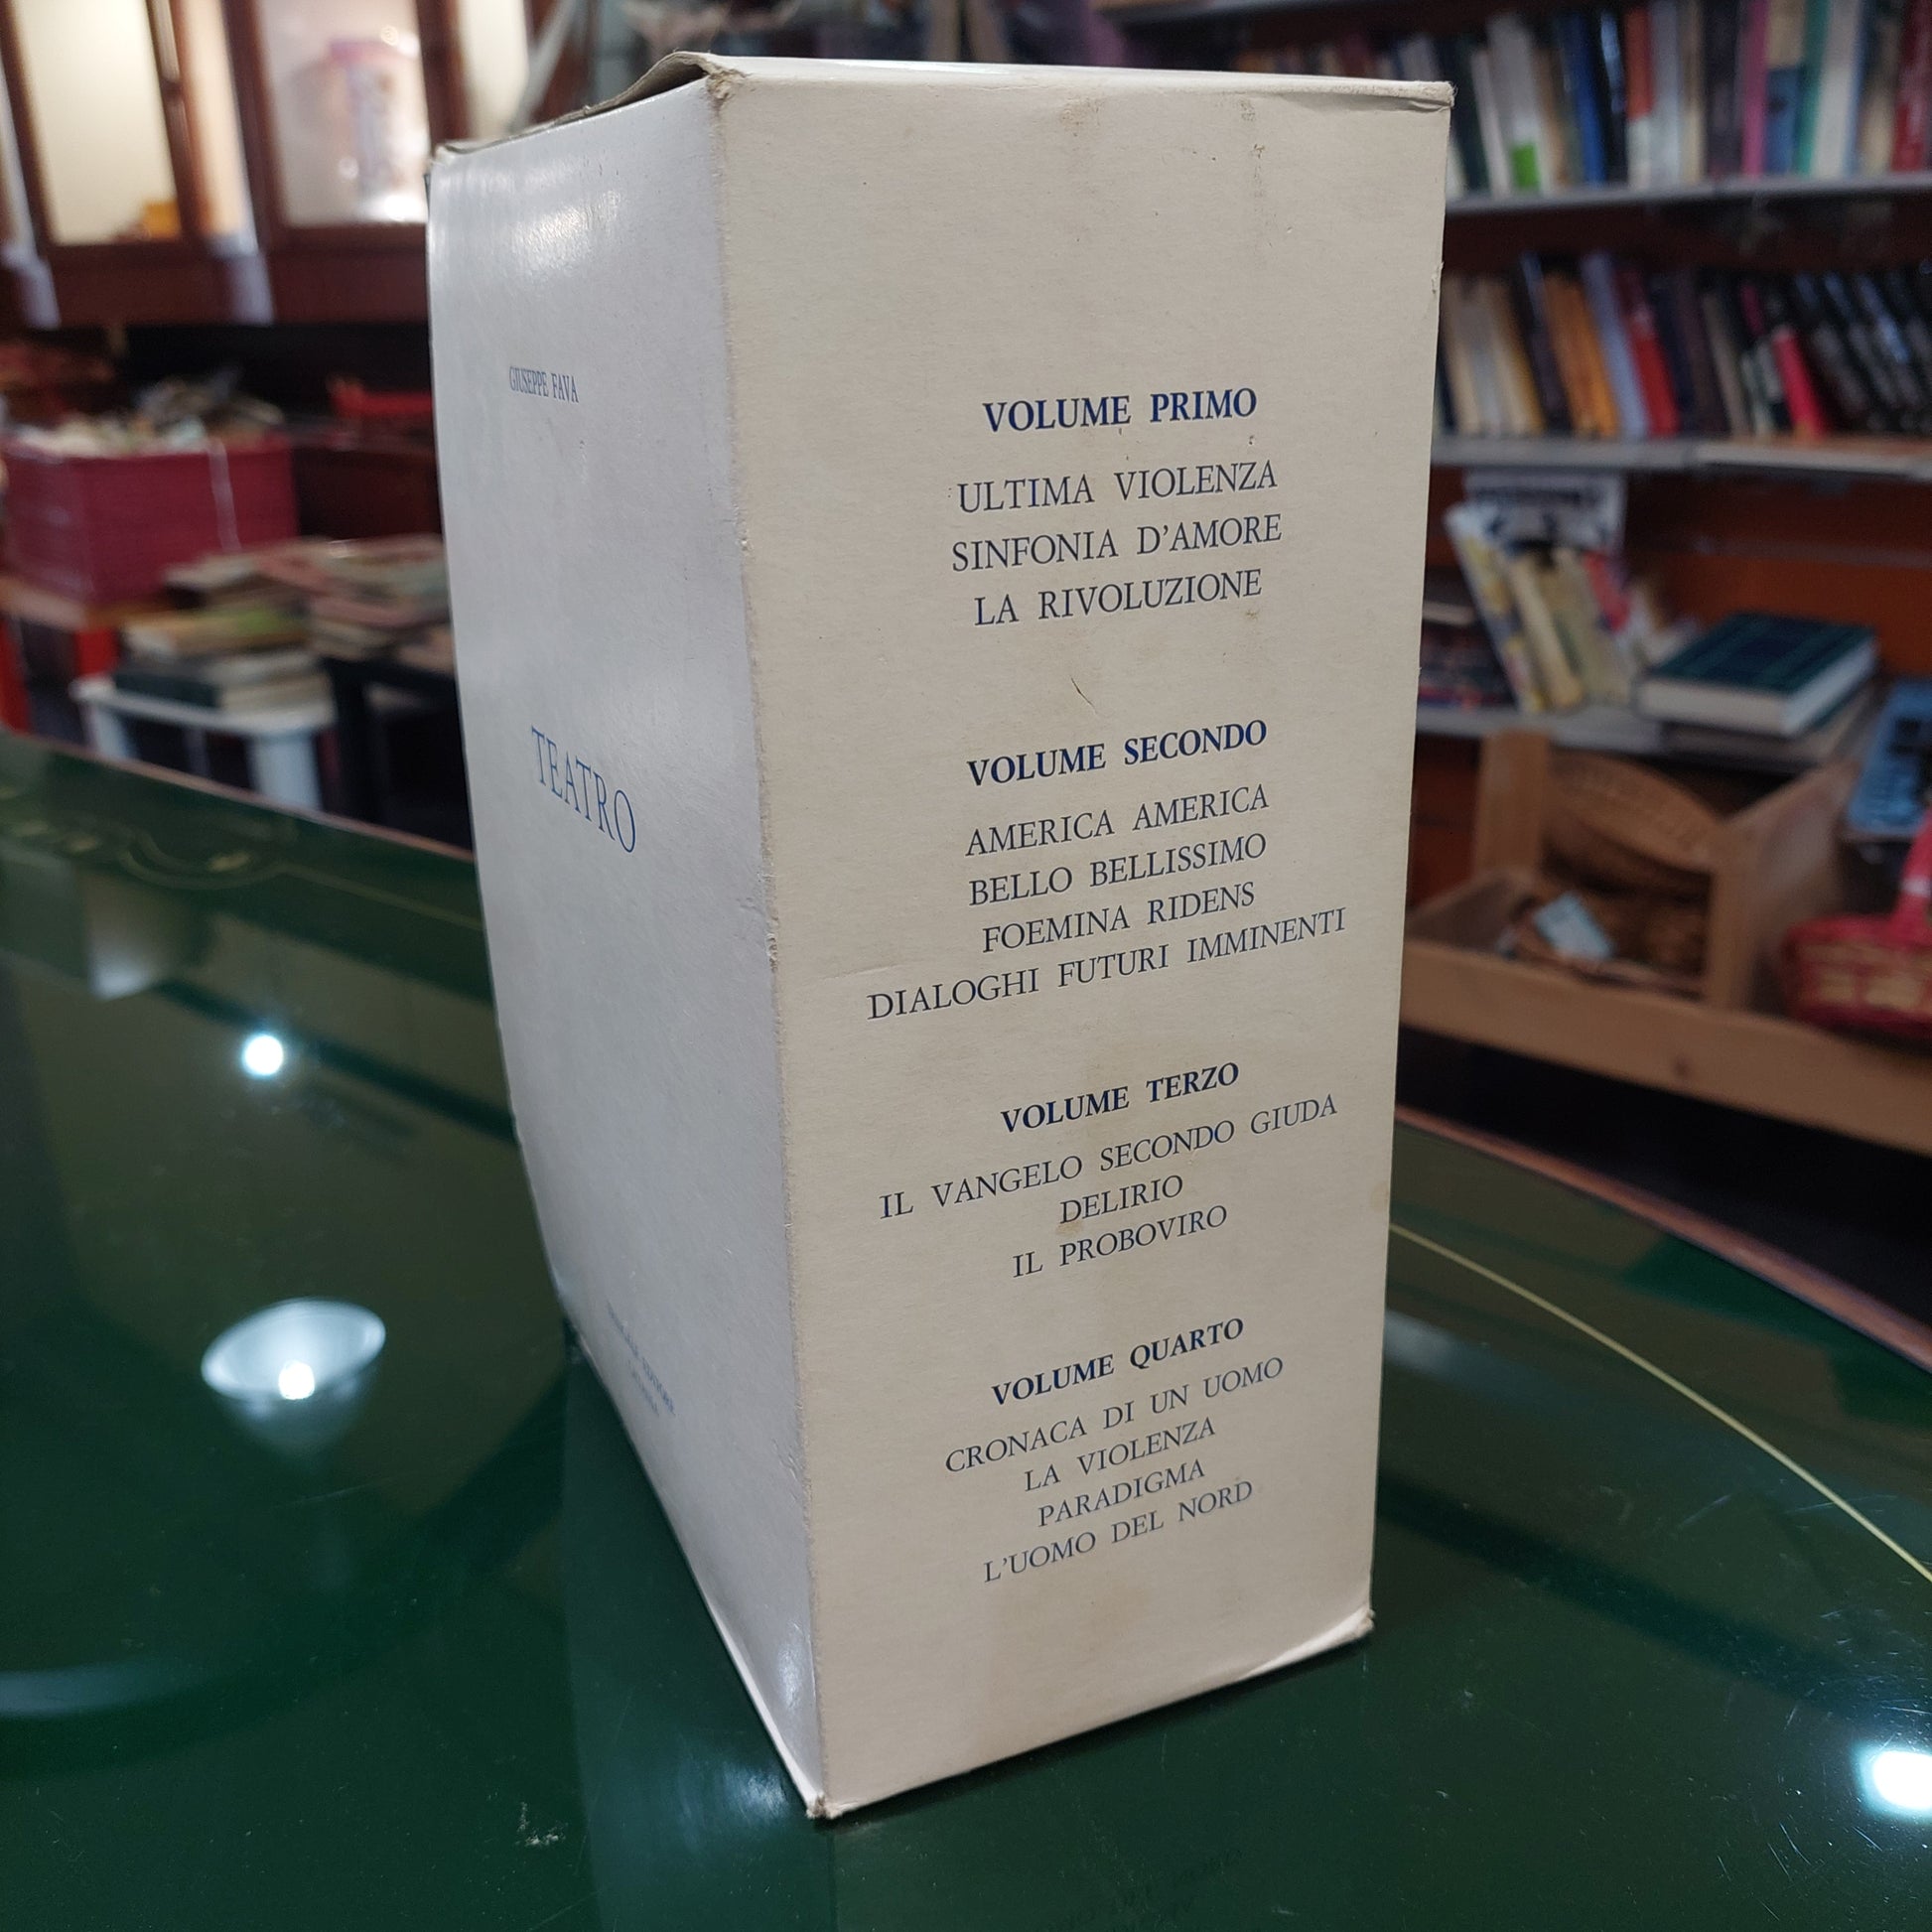 GIUSEPPE FAVA
TEATRO
EDITORE
VOLUME PRIMO
ULTIMA VIOLENZA
SINFONIA D'AMORE
LA RIVOLUZIONE
VOLUME SECONDO
AMERICA AMERICA
BELLO BELLISSIMO
FOEMINA RIDENS
DIALOGHI FUTURI IMMINENTI
VOLUME TERZO
IL VANGELO SECONDO GIUDA
DELIRIO
IL PROBOVIRO
VOLUME QUARTO
CRONACA DI UN UOMO
LA VIOLENZA
PARADIGMA
L'UOMO DEL NORD